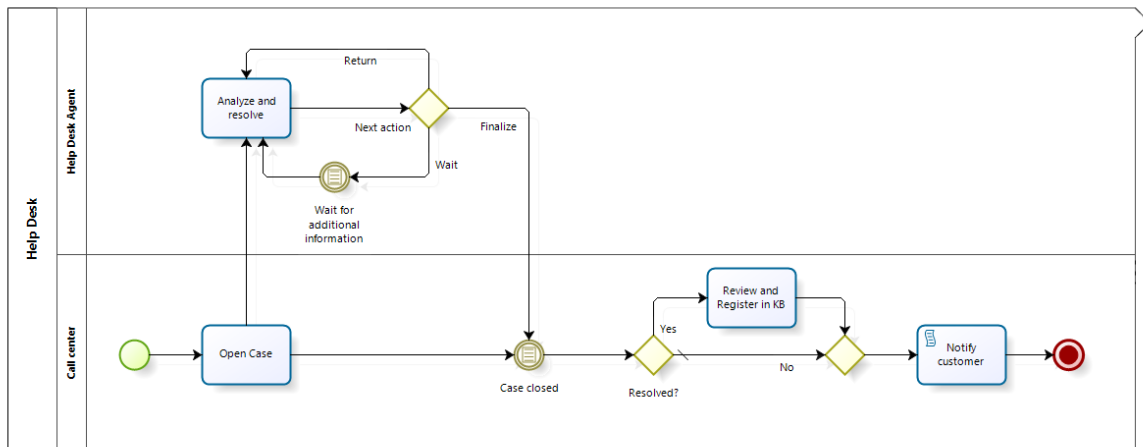 Help Desk
Help Desk Agent
Return
Analyze and
resolve
Next action
Finalize
Wait
Wait for
additional
information
Call center
Open Case
Case closed
Resolved?
Yes
Review and
Register in KB
No
Notify
customer